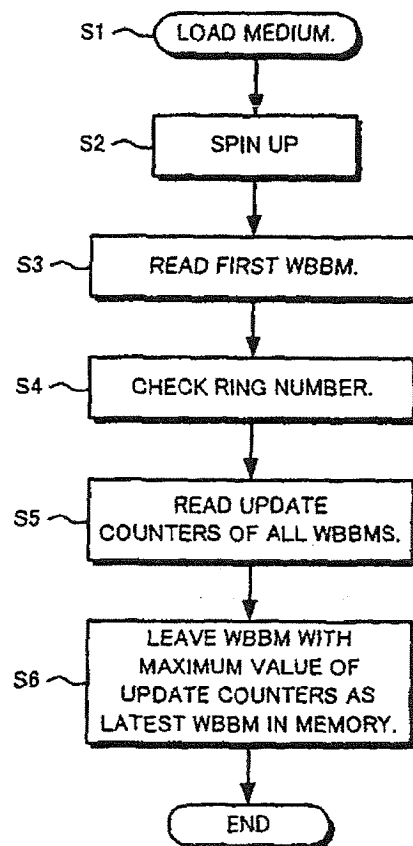 S1 LOAD MEDIUM.
S2 SPIN UP
S3 READ FIRST WBBM.
S4 CHECK RING NUMBER.
S5 READ UPDATE
COUNTERS OF ALL WBBMS.
S6 LEAVE WBBM WITH
MAXIMUM VALUE OF
UPDATE COUNTERS AS
LATEST WBBM IN MEMORY.
END